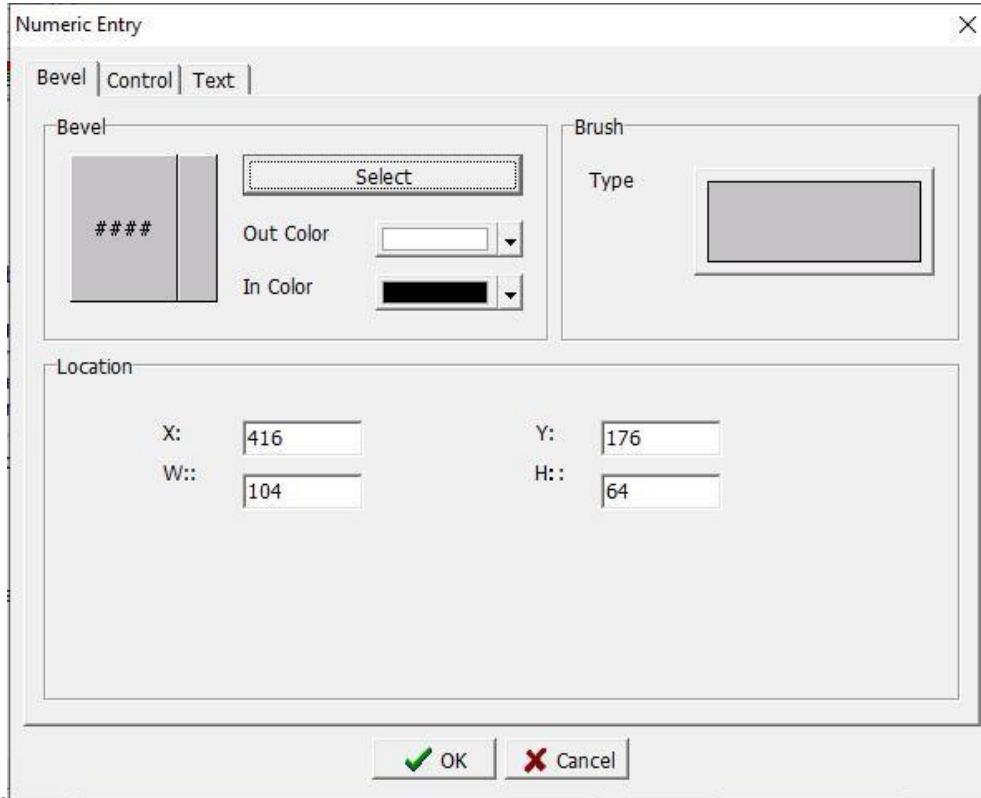 Numeric Entry
Bevel Control Text
Bevel
####
Select
Out Color
In Color
Brush
Type
Location
X: 416 Y: 176
W:: 104 H:: 64
OK Cancel